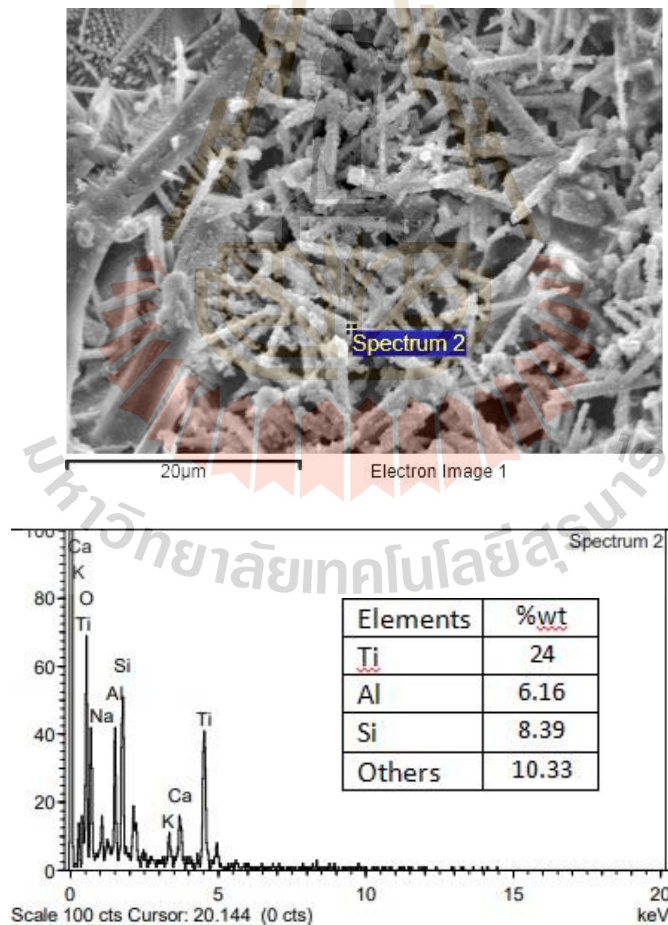 Spectrum 2
20µm
Electron Image 1
มหาวิทยาลัยเทคโนโลยีสุรนารี
Spectrum 2
100
80
60
40
20
0
Ca
K
O
Ti
Na
Al
Si
K
Ca
Ti
Elements %wt
Ti 24
Al 6.16
Si 8.39
Others 10.33
0 5 10 15 20
Scale 100 cts Cursor: 20.144 (0 cts) keV